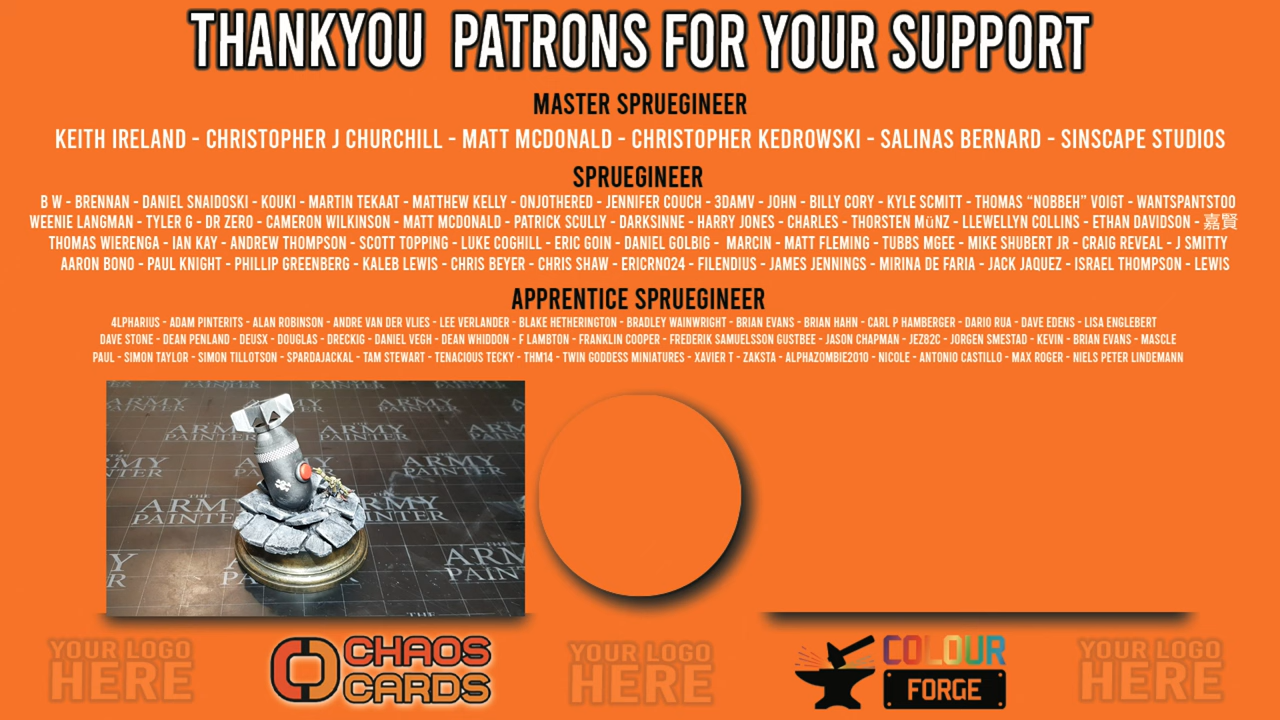 THANKYOU PATRONS FOR YOUR SUPPORT
MASTER SPRUEGINEER
KEITH IRELAND - CHRISTOPHER J CHURCHILL - MATT MCDONALD - CHRISTOPHER KEDROWSKI - SALINAS BERNARD - SINSCAPE STUDIOS
SPRUEGINEER
B W - BRENNAN - DANIEL SNAIDOSKI - KOUKI - MARTIN TEKAAT - MATTHEW KELLY - ONJOTHERED - JENNIFER COUCH - 3DAMV - JOHN - BILLY CORY - KYLE SCMITT - THOMAS “NOBBEH” VOIGT - WANTSPANTSTOO
WEENIE LANGMAN - TYLER G - DR ZERO - CAMERON WILKINSON - MATT MCDONALD - PATRICK SCULLY - DARKSINNE - HARRY JONES - CHARLES - THORSTEN MüNZ - LLEWELLYN COLLINS - ETHAN DAVIDSON - 嘉賢
THOMAS WIERENGA - IAN KAY - ANDREW THOMPSON - SCOTT TOPPING - LUKE COGHILL - ERIC GOIN - DANIEL GOLBIG - MARCIN - MATT FLEMING - TUBBS MGEE - MIKE SHUBERT JR - CRAIG REVEAL - J SMITTY
AARON BONO - PAUL KNIGHT - PHILLIP GREENBERG - KALEB LEWIS - CHRIS BEYER - CHRIS SHAW - ERICRNO24 - FILENDIUS - JAMES JENNINGS - MIRINA DE FARIA - JACK JAQUEZ - ISRAEL THOMPSON - LEWIS
APPRENTICE SPRUEGINEER
4LPHARIUS - ADAM PINTERITS - ALAN ROBINSON - ANDRE VAN DER VLIES - LEE VERLANDER - BLAKE HETHERINGTON - BRADLEY WAINWRIGHT - BRIAN EVANS - BRIAN HAHN - CARL P HAMBERGER - DARIO RUA - DAVE EDENS - LISA ENGLEBERT
DAVE STONE - DEAN PENLAND - DEUSX - DOUGLAS - DRECKIG - DANIEL VEGH - DEAN WHIDDON - F LAMBTON - FRANKLIN COOPER - FREDERIK SAMUELSSON GUSTBEE - JASON CHAPMAN - JEZ82C - JORGEN SMESTAD - KEVIN - BRIAN EVANS - MASCLE
PAUL - SIMON TAYLOR - SIMON TILLOTSON - SPARDAJACKAL - TAM STEWART - TENACIOUS TECKY - THM14 - TWIN GODDESS MINIATURES - XAVIER T - ZAKSTA - ALPHAZOMBIE2010 - NICOLE - ANTONIO CASTILLO - MAX ROGER - NIELS PETER LINDEMANN
THE
ARMY
PAINTER
YOUR LOGO
HERE
CHAOS
CARDS
YOUR LOGO
HERE
COLOUR
FORGE
YOUR LOGO
HERE